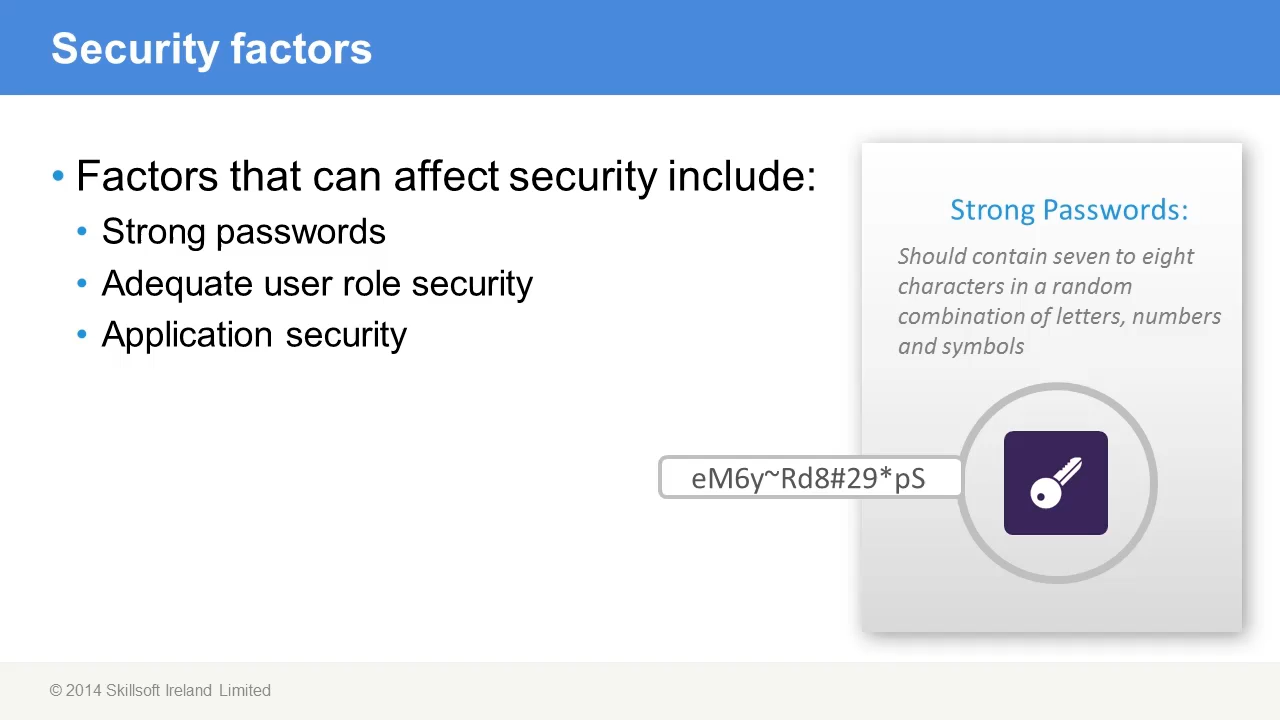 Security factors
• Factors that can affect security include:
• Strong passwords
• Adequate user role security
• Application security
Strong Passwords:
Should contain seven to eight
characters in a random
combination of letters, numbers
and symbols
eM6y~Rd8#29*pS
© 2014 Skillsoft Ireland Limited